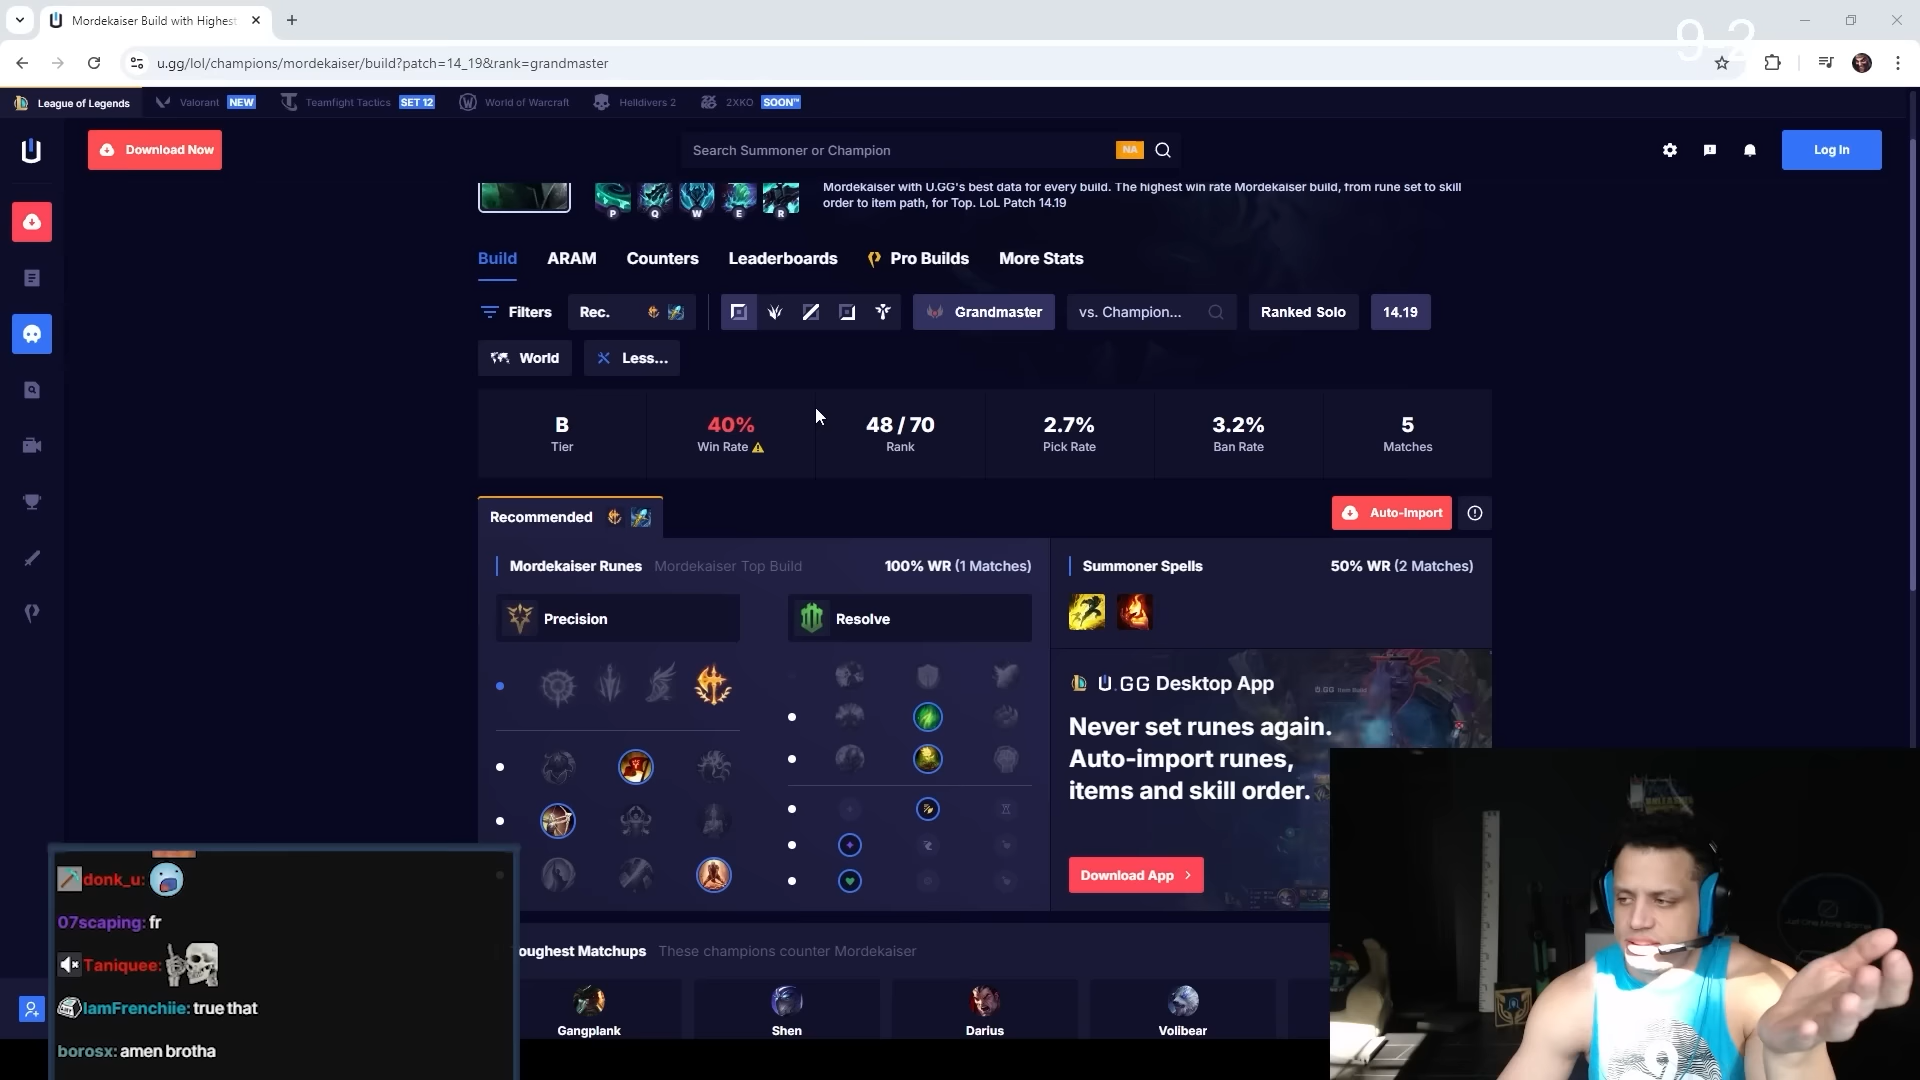 Mordekaiser Build with Highest
9-2
u.gg/lol/champions/mordekaiser/build?patch=14_19&rank=grandmaster
League of Legends
Valorant NEW
Teamfight Tactics SET 12
World of Warcraft
Helldivers 2
2XKO SOON™
Download Now
Search Summoner or Champion
NA
Log In
Mordekaiser with U.GG's best data for every build. The highest win rate Mordekaiser build, from rune set to skill
order to item path, for Top. LoL Patch 14.19
P Q W E R
Build ARAM Counters Leaderboards Pro Builds More Stats
Filters Rec. Grandmaster vs. Champion... Ranked Solo 14.19
World Less...
B
Tier
40%
Win Rate
48 / 70
Rank
2.7%
Pick Rate
3.2%
Ban Rate
5
Matches
Recommended
Auto-Import
Mordekaiser Runes Mordekaiser Top Build 100% WR (1 Matches)
Precision
Resolve
Summoner Spells 50% WR (2 Matches)
U.GG Desktop App
Never set runes again.
Auto-import runes,
items and skill order.
Download App
oughest Matchups These champions counter Mordekaiser
Gangplank
Shen
Darius
Volibear
donk_u:
07scaping: fr
Taniquee:
IamFrenchiie: true that
borosx: amen brotha